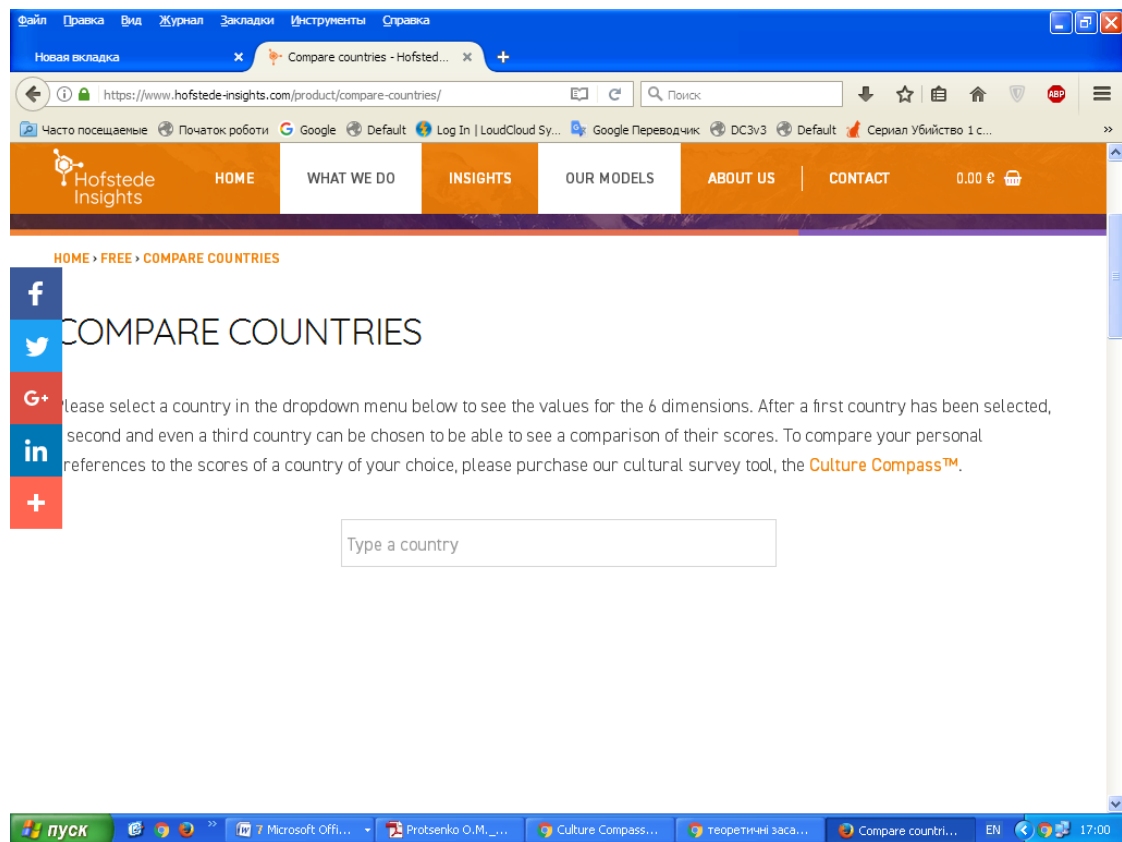 Файл Правка Вид Журнал Закладки Инструменты Справка
Новая вкладка
Compare countries - Hofsted...
https://www.hofstede-insights.com/product/compare-countries/
Поиск
ABP
Часто посещаемые Початок роботи Google Default Log In | LoudCloud Sy... Google Переводчик DC3v3 Default Сериал Убийство 1 с... »
Hofstede
Insights
HOME WHAT WE DO INSIGHTS OUR MODELS ABOUT US CONTACT 0.00 €
HOME › FREE › COMPARE COUNTRIES
COMPARE COUNTRIES
lease select a country in the dropdown menu below to see the values for the 6 dimensions. After a first country has been selected,
second and even a third country can be chosen to be able to see a comparison of their scores. To compare your personal
references to the scores of a country of your choice, please purchase our cultural survey tool, the Culture Compass™.
f
G+
in
+
Type a country
пуск » 7 Microsoft Offi... Protsenko O.M._... Culture Compass... теоретичні заса... Compare countri... EN 17:00